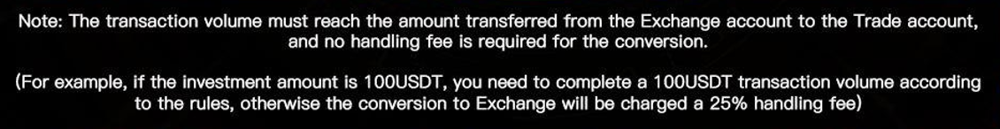 Note: The transaction volume must reach the amount transferred from the Exchange account to the Trade account,
and no handling fee is required for the conversion.
(For example, if the investment amount is 100USDT, you need to complete a 100USDT transaction volume according
to the rules, otherwise the conversion to Exchange will be charged a 25% handling fee)